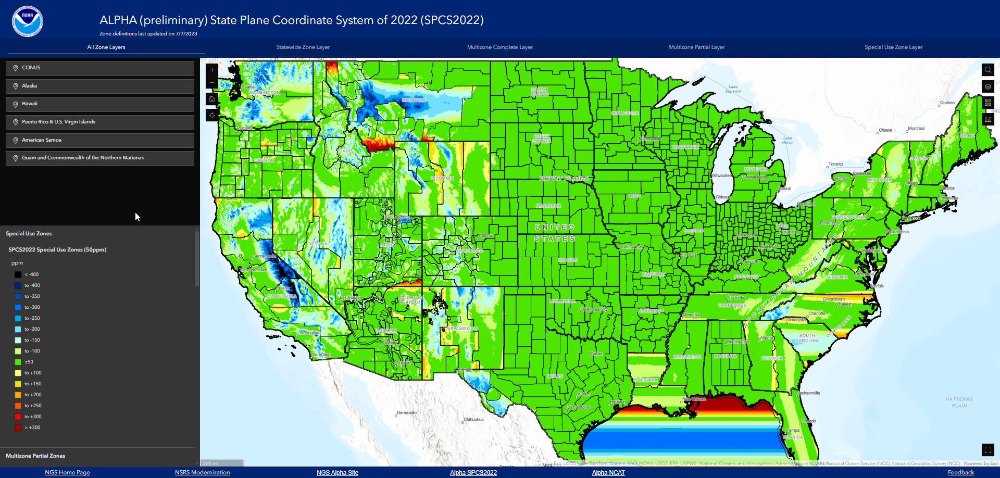 NOAA
ALPHA (preliminary) State Plane Coordinate System of 2022 (SPCS2022)
Zone definitions last updated on 7/7/2023
All Zone Layers
Statewide Zone Layer
Multizone Complete Layer
Multizone Partial Layer
Special Use Zone Layer
CONUS
Alaska
Hawaii
Puerto Rico & U.S. Virgin Islands
American Samoa
Guam and Commonwealth of the Northern Marianas
Special Use Zones
SPCS2022 Special Use Zones (50ppm)
ppm
< -400
to -400
to -350
to -300
to -250
to -200
to -150
to -100
±50
to +100
to +150
to +200
to +250
to +300
> +300
Multizone Partial Zones
Seattle
WASHINGTON
Portland
OREGON
IDAHO
MONTANA
WYOMING
NORTH DAKOTA
SOUTH DAKOTA
MINNESOTA
Minneapolis
WISCONSIN
Lake Superior
Lake Huron
MICHIGAN
Grand Rapids
Milwaukee
Detroit
Chicago
Quebec
Ottawa
Montreal
Toronto
MAINE
VERMONT
Rochester
Buffalo
NEW YORK
Albany
Boston
Providence
GREAT PLAINS
IOWA
NEBRASKA
UNITED STATES
Salt Lake City
NEVADA
UTAH
Denver
COLORADO
KANSAS
Kansas City
MISSOURI
St. Louis
ILLINOIS
Indianapolis
OHIO
Columbus
Cincinnati
Cleveland
PENNSYLVANIA
Pittsburgh
Philadelphia
Washington
Sacramento
San Francisco
Fresno
CALIFORNIA
Las Vegas
Los Angeles
San Diego
COLORADO PLATEAU
ARIZONA
Phoenix
Tucson
NEW MEXICO
El Paso
OKLAHOMA
Oklahoma City
ARKANSAS
Memphis
Nashville
TENNESSEE
KENTUCKY
Louisville
APPALACHIAN MOUNTAINS
VIRGINIA
Richmond
Norfolk
Greensboro
Raleigh
Charlotte
Greenville
COASTAL PLAIN
SOUTH CAROLINA
Atlanta
GEORGIA
Birmingham
ALABAMA
MISSISSIPPI
LOUISIANA
New Orleans
Dallas
TEXAS
Austin
San Antonio
Houston
Jacksonville
Orlando
Tampa
FLORIDA
HATTERAS PLAIN
Hermosillo
Chihuahua
200 mi
Esri, USGS | Esri, TomTom, Garmin, FAO, NOAA, USGS, EPA, USFWS | National Oceanic and Atmospheric Administration (NOAA), National Ocean Service (NOS), National Geodetic Survey (NGS)
Powered by Esri
NGS Home Page
NSRS Modernization
NGS Alpha Site
Alpha SPCS2022
Alpha NCAT
Feedback